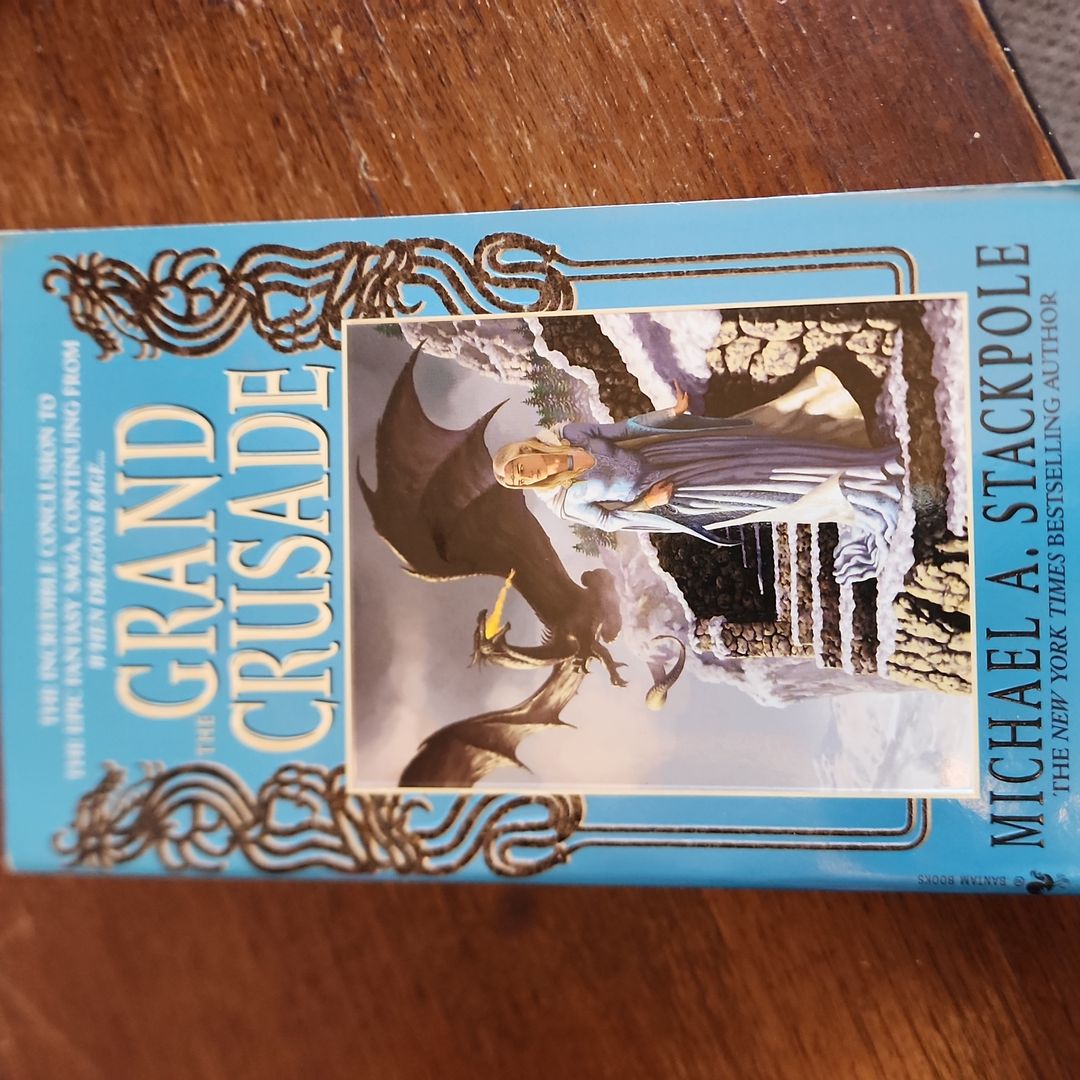 THE INCREDIBLE CONCLUSION TO
THE EPIC FANTASY SAGA, CONTINUING FROM
WHEN DRAGONS RAGE...
THE GRAND
CRUSADE
MICHAEL A. STACKPOLE
THE NEW YORK TIMES BESTSELLING AUTHOR
BANTAM BOOKS